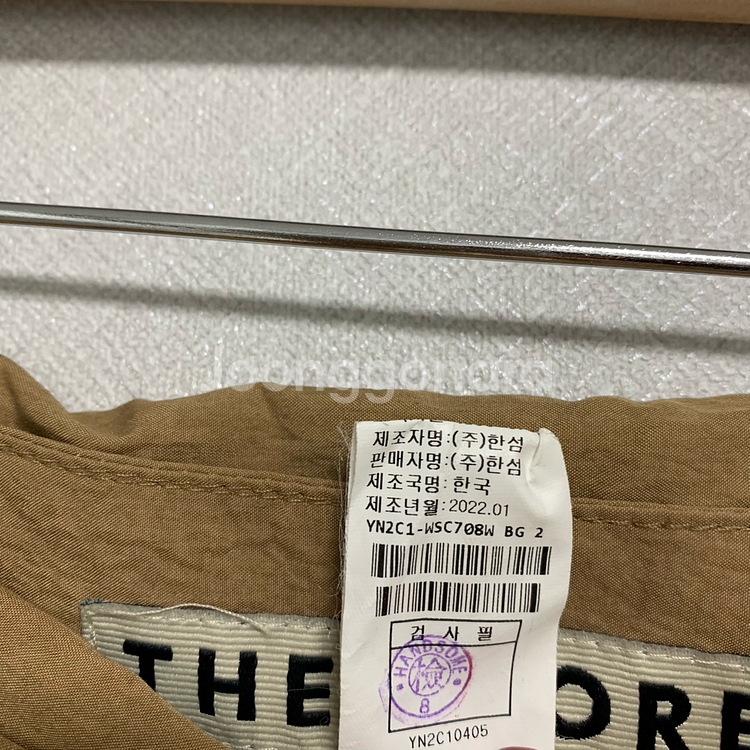 joonggonara
제조자명:(주)한섬
판매자명:(주)한섬
제조국명: 한국
제조년월: 2022.01
YN2C1-WSC708W BG 2
검 사 필
HANDSOME
檢
8
YN2C10405
THE ORE